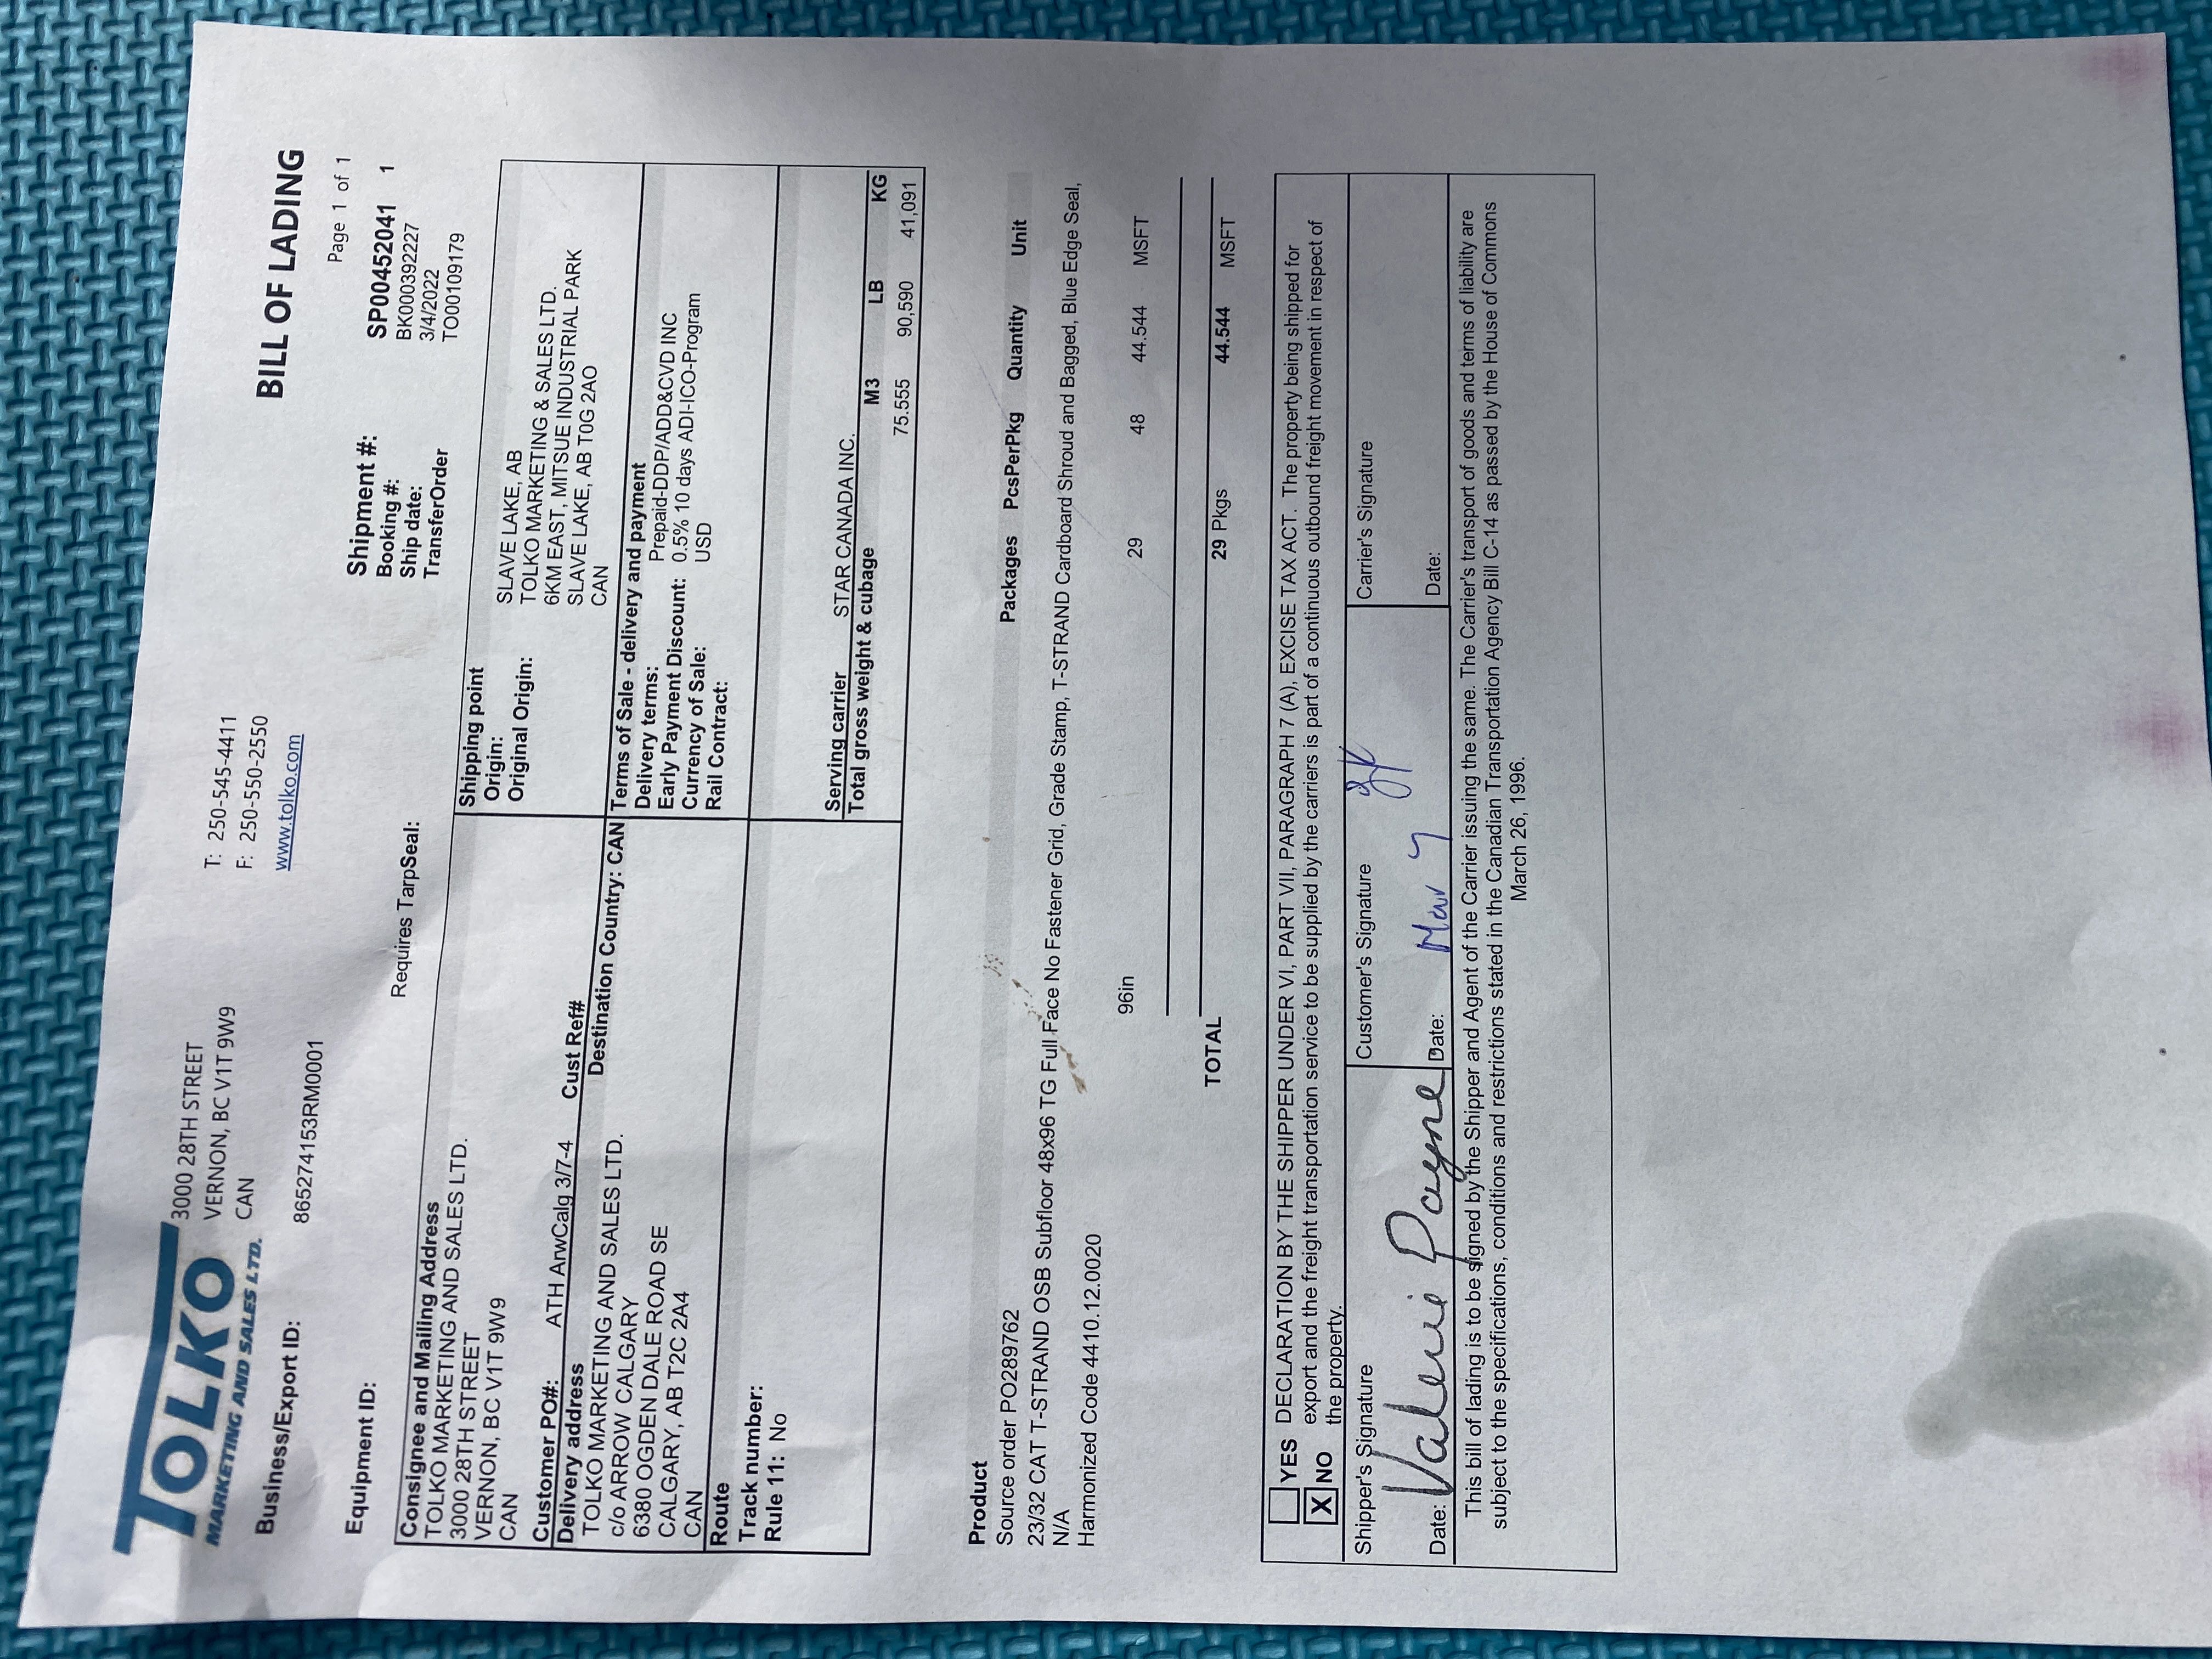 TOLKO
MARKETING AND SALES LTD.
3000 28TH STREET
VERNON, BC V1T 9W9
CAN
T: 250-545-4411
F: 250-550-2550
www.tolko.com
BILL OF LADING
Business/Export ID: 865274153RM0001
Page 1 of 1
Equipment ID:
Requires TarpSeal:
Shipment #: SP00452041 1
Booking #: BK000392227
Ship date: 3/4/2022
TransferOrder TO00109179
Consignee and Mailing Address
TOLKO MARKETING AND SALES LTD.
3000 28TH STREET
VERNON, BC V1T 9W9
CAN
Customer PO#: ATH ArwCalg 3/7-4 Cust Ref#
Shipping point
Origin: SLAVE LAKE, AB
Original Origin: TOLKO MARKETING & SALES LTD.
6KM EAST, MITSUE INDUSTRIAL PARK
SLAVE LAKE, AB T0G 2AO
CAN
Delivery address
Destination Country: CAN
TOLKO MARKETING AND SALES LTD.
c/o ARROW CALGARY
6380 OGDEN DALE ROAD SE
CALGARY, AB T2C 2A4
CAN
Terms of Sale - delivery and payment
Delivery terms: Prepaid-DDP/ADD&CVD INC
Early Payment Discount: 0.5% 10 days ADI-ICO-Program
Currency of Sale: USD
Rail Contract:
Route
Track number:
Rule 11: No
Serving carrier STAR CANADA INC.
Total gross weight & cubage M3 LB KG
75.555 90,590 41,091
Product
Source order PO289762 Packages PcsPerPkg Quantity Unit
23/32 CAT T-STRAND OSB Subfloor 48x96 TG Full Face No Fastener Grid, Grade Stamp, T-STRAND Cardboard Shroud and Bagged, Blue Edge Seal,
N/A
Harmonized Code 4410.12.0020
96in 29 48 44.544 MSFT
TOTAL 29 Pkgs 44.544 MSFT
YES
X NO
DECLARATION BY THE SHIPPER UNDER VI, PART VII, PARAGRAPH 7 (A), EXCISE TAX ACT. The property being shipped for
export and the freight transportation service to be supplied by the carriers is part of a continuous outbound freight movement in respect of
the property.
Shipper's Signature
Valerie Payne
Date:
Customer's Signature
Date: Mar 7
Carrier's Signature
Date:
This bill of lading is to be signed by the Shipper and Agent of the Carrier issuing the same. The Carrier's transport of goods and terms of liability are
subject to the specifications, conditions and restrictions stated in the Canadian Transportation Agency Bill C-14 as passed by the House of Commons
March 26, 1996.